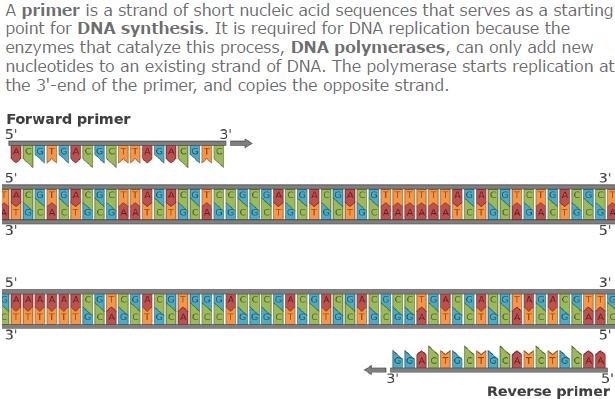 A primer is a strand of short nucleic acid sequences that serves as a starting
point for DNA synthesis. It is required for DNA replication because the
enzymes that catalyze this process, DNA polymerases, can only add new
nucleotides to an existing strand of DNA. The polymerase starts replication at
the 3'-end of the primer, and copies the opposite strand.
Forward primer
5' 3'
A C G T G A C G C T T A G A C G T C
5' 3'
3' 5'
5' 3'
3' 5'
G G A C T G C T G C A T C T G C A A
3' 5'
Reverse primer